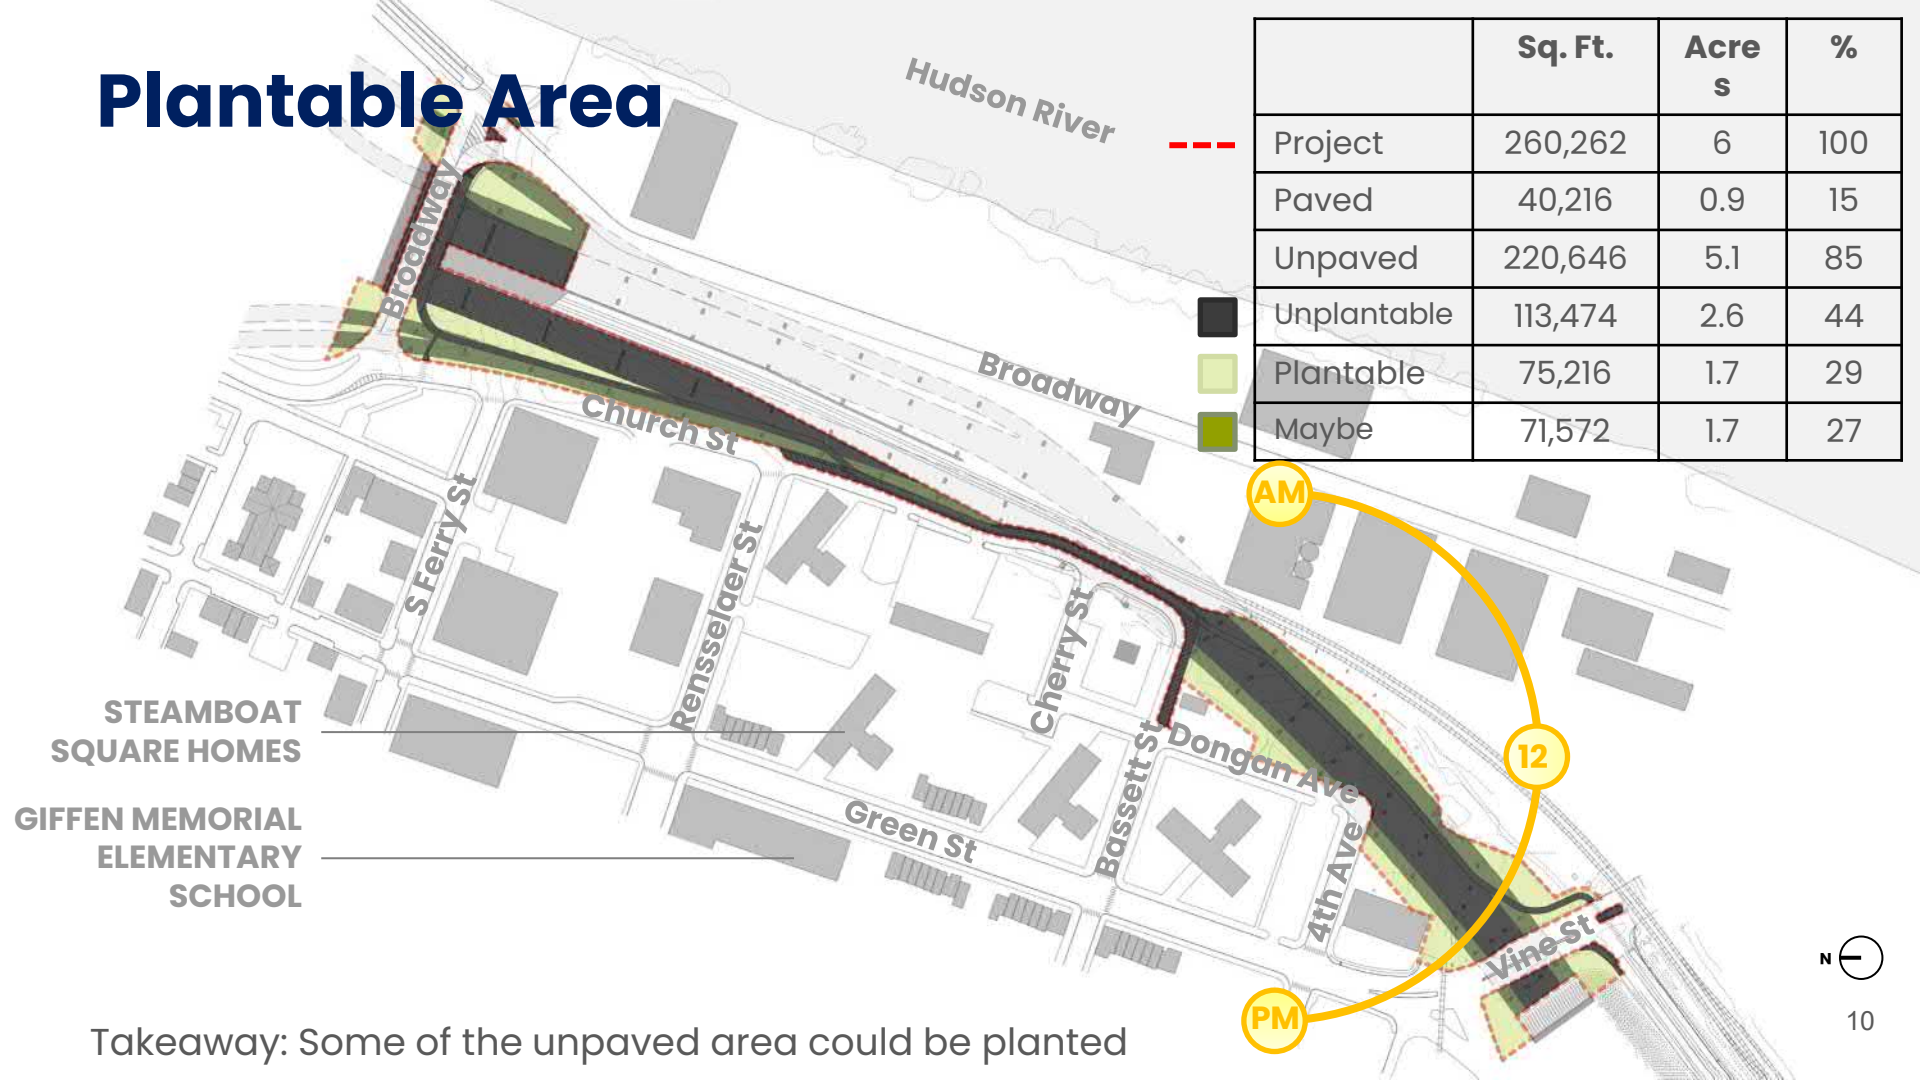 Plantable Area
Hudson River
Sq. Ft. Acre
s %
Project 260,262 6 100
Paved 40,216 0.9 15
Unpaved 220,646 5.1 85
Unplantable 113,474 2.6 44
Plantable 75,216 1.7 29
Maybe 71,572 1.7 27
Broadway
Broadway
Church St
S Ferry St
Rensselaer St
Cherry St
Bassett St
Dongan Ave
4th Ave
Green St
Vine St
AM
12
PM
STEAMBOAT
SQUARE HOMES
GIFFEN MEMORIAL
ELEMENTARY
SCHOOL
N
Takeaway: Some of the unpaved area could be planted
10